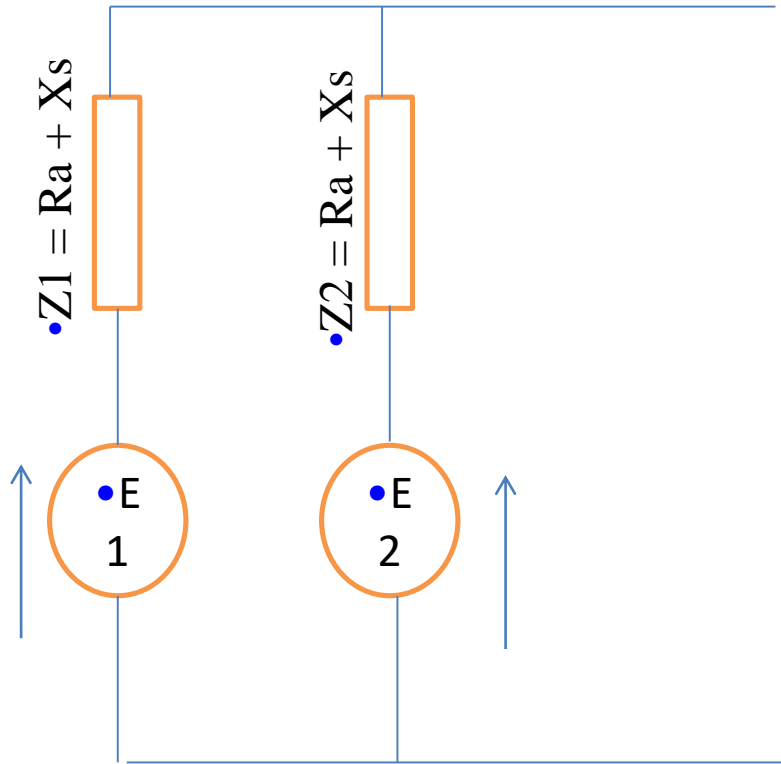 •Z1 = Ra + Xs
•Z2 = Ra + Xs
•E
1
•E
2